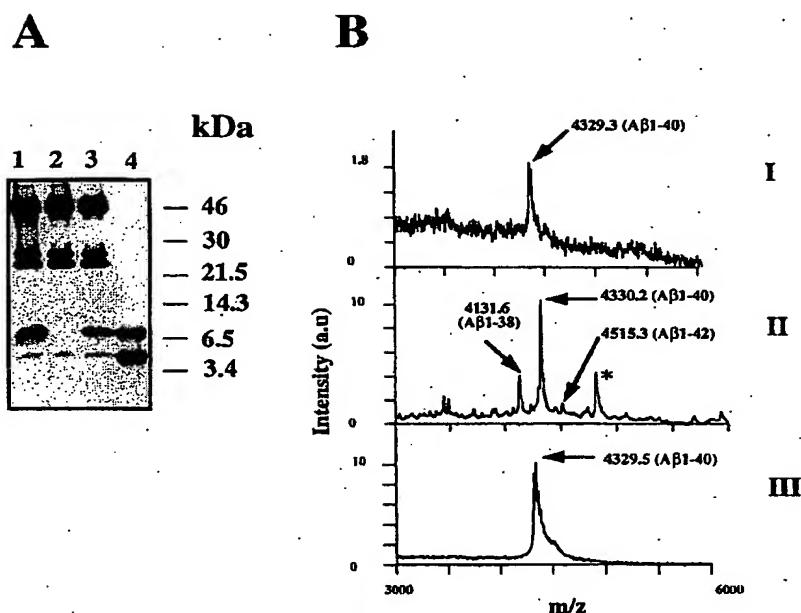 A
B
kDa
1 2 3 4
46
30
21.5
14.3
6.5
3.4
4329.3 (Aβ1-40)
1.8
0
I
4131.6
(Aβ1-38)
4330.2 (Aβ1-40)
4515.3 (Aβ1-42)
*
10
0
II
Intensity (a.u)
4329.5 (Aβ1-40)
10
0
III
3000
6000
m/z